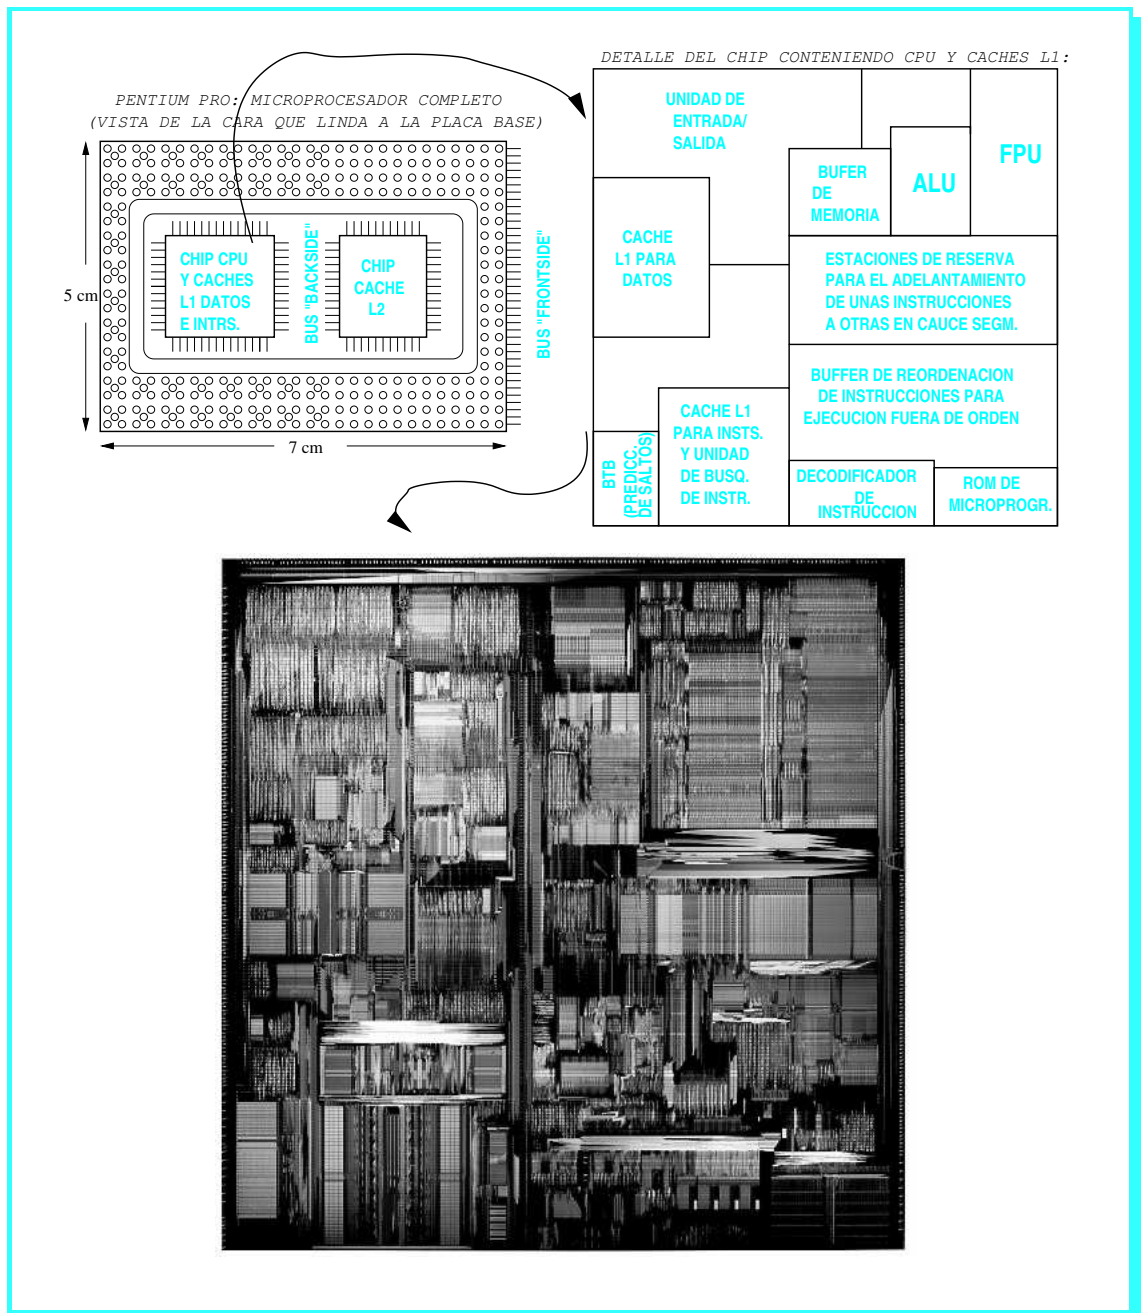 DETALLE DEL CHIP CONTENIENDO CPU Y CACHES L1:
PENTIUM PRO: MICROPROCESADOR COMPLETO
(VISTA DE LA CARA QUE LINDA A LA PLACA BASE)
5 cm
7 cm
CHIP CPU
Y CACHES
L1 DATOS
E INTRS.
BUS "BACKSIDE"
CHIP
CACHE
L2
BUS "FRONTSIDE"
UNIDAD DE
ENTRADA/
SALIDA
BUFER
DE
MEMORIA
ALU
FPU
CACHE
L1 PARA
DATOS
ESTACIONES DE RESERVA
PARA EL ADELANTAMIENTO
DE UNAS INSTRUCCIONES
A OTRAS EN CAUCE SEGM.
BUFFER DE REORDENACION
DE INSTRUCCIONES PARA
EJECUCION FUERA DE ORDEN
BTB
(PREDICC.
DE SALTOS)
CACHE L1
PARA INSTS.
Y UNIDAD
DE BUSQ.
DE INSTR.
DECODIFICADOR
DE
INSTRUCCION
ROM DE
MICROPROGR.